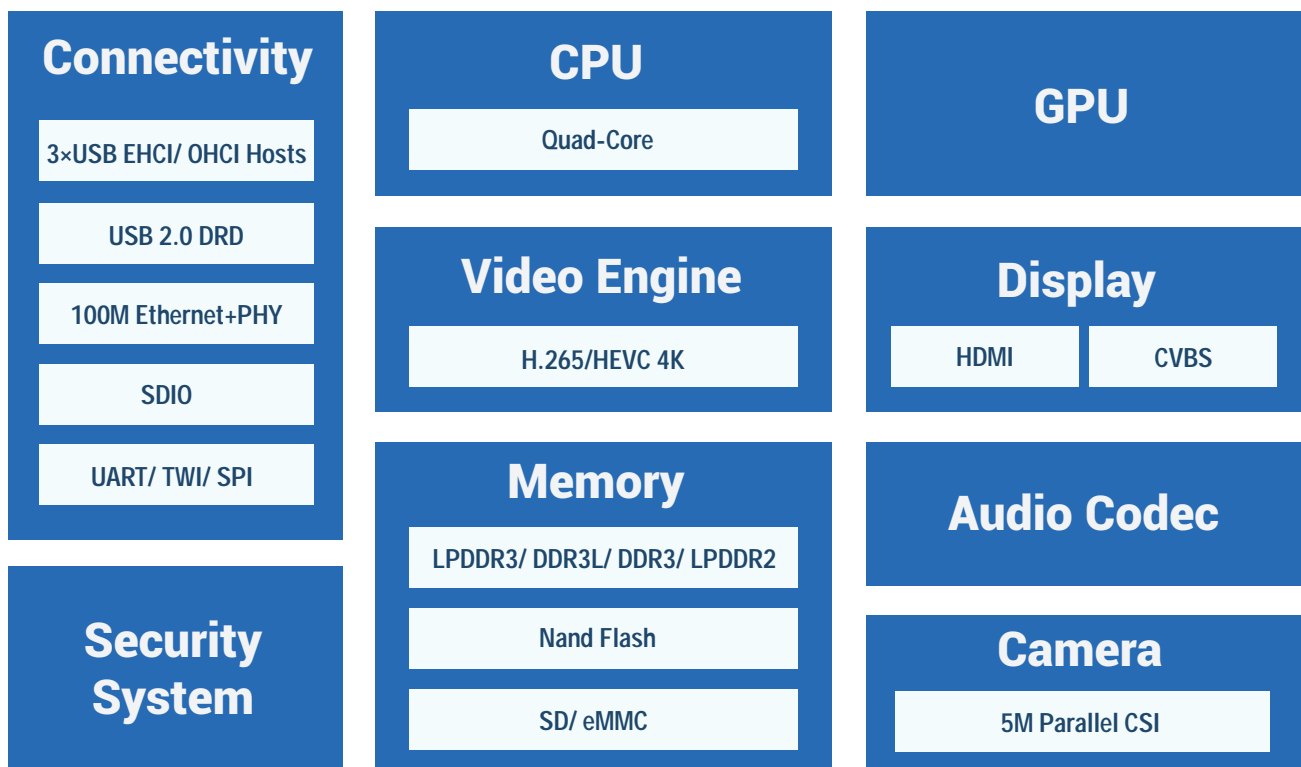 Connectivity
3×USB EHCI/ OHCI Hosts
USB 2.0 DRD
100M Ethernet+PHY
SDIO
UART/ TWI/ SPI
Security
System
CPU
Quad-Core
Video Engine
H.265/HEVC 4K
Memory
LPDDR3/ DDR3L/ DDR3/ LPDDR2
Nand Flash
SD/ eMMC
GPU
Display
HDMI
CVBS
Audio Codec
Camera
5M Parallel CSI